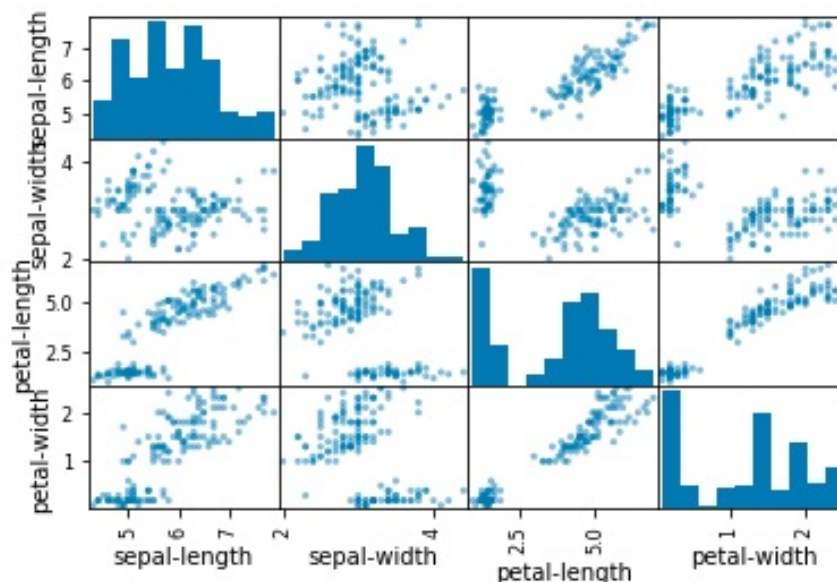 sepal-length
7
6
5
sepal-width
4
2
petal-length
5.0
2.5
petal-width
2
1
5 6 7 2 4 2.5 5.0 1 2
sepal-length sepal-width petal-length petal-width